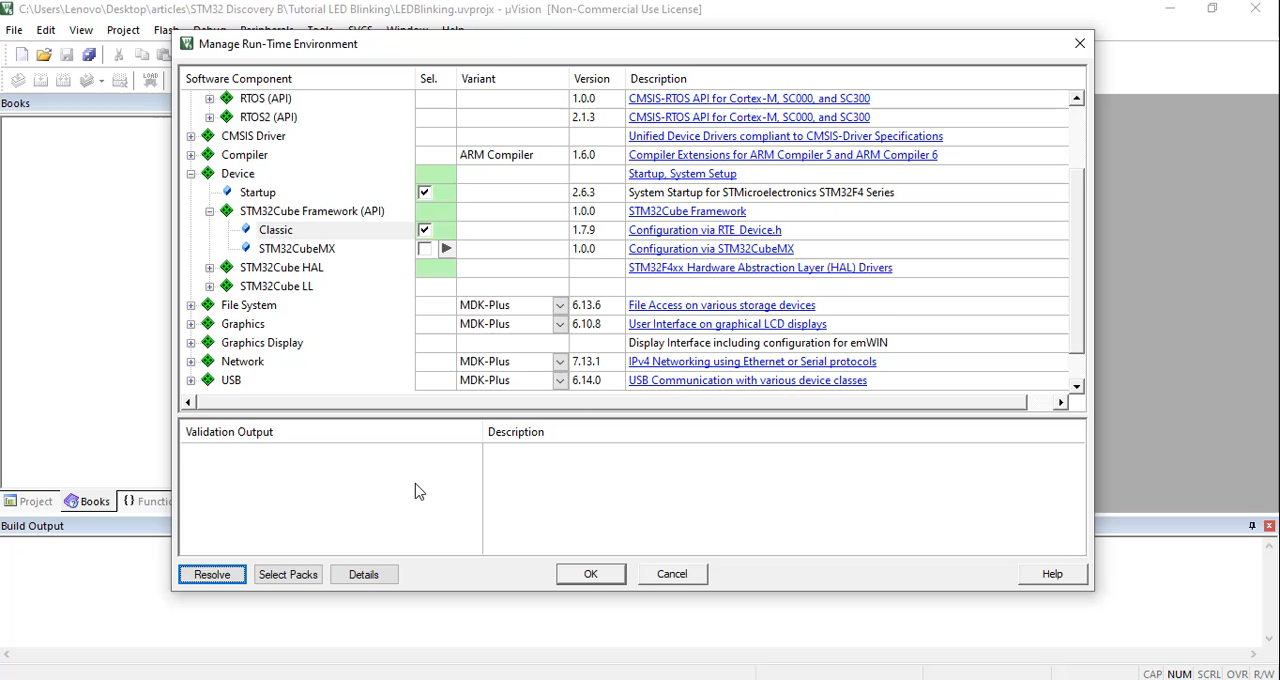 C:\Users\Lenovo\Desktop\articles\STM32 Discovery B\Tutorial LED Blinking\LEDBlinking.uvprojx - µVision [Non-Commercial Use License]
File Edit View Project
Manage Run-Time Environment
Books
Software Component Sel. Variant Version Description
RTOS (API) 1.0.0 CMSIS-RTOS API for Cortex-M, SC000, and SC300
RTOS2 (API) 2.1.3 CMSIS-RTOS API for Cortex-M, SC000, and SC300
CMSIS Driver Unified Device Drivers compliant to CMSIS-Driver Specifications
Compiler ARM Compiler 1.6.0 Compiler Extensions for ARM Compiler 5 and ARM Compiler 6
Device Startup, System Setup
Startup 2.6.3 System Startup for STMicroelectronics STM32F4 Series
STM32Cube Framework (API) 1.0.0 STM32Cube Framework
Classic 1.7.9 Configuration via RTE_Device.h
STM32CubeMX 1.0.0 Configuration via STM32CubeMX
STM32Cube HAL STM32F4xx Hardware Abstraction Layer (HAL) Drivers
STM32Cube LL
File System MDK-Plus 6.13.6 File Access on various storage devices
Graphics MDK-Plus 6.10.8 User Interface on graphical LCD displays
Graphics Display Display Interface including configuration for emWIN
Network MDK-Plus 7.13.1 IPv4 Networking using Ethernet or Serial protocols
USB MDK-Plus 6.14.0 USB Communication with various device classes
Validation Output Description
Project Books {} Functio
Build Output
Resolve Select Packs Details OK Cancel Help
CAP NUM SCRL OVR R/W